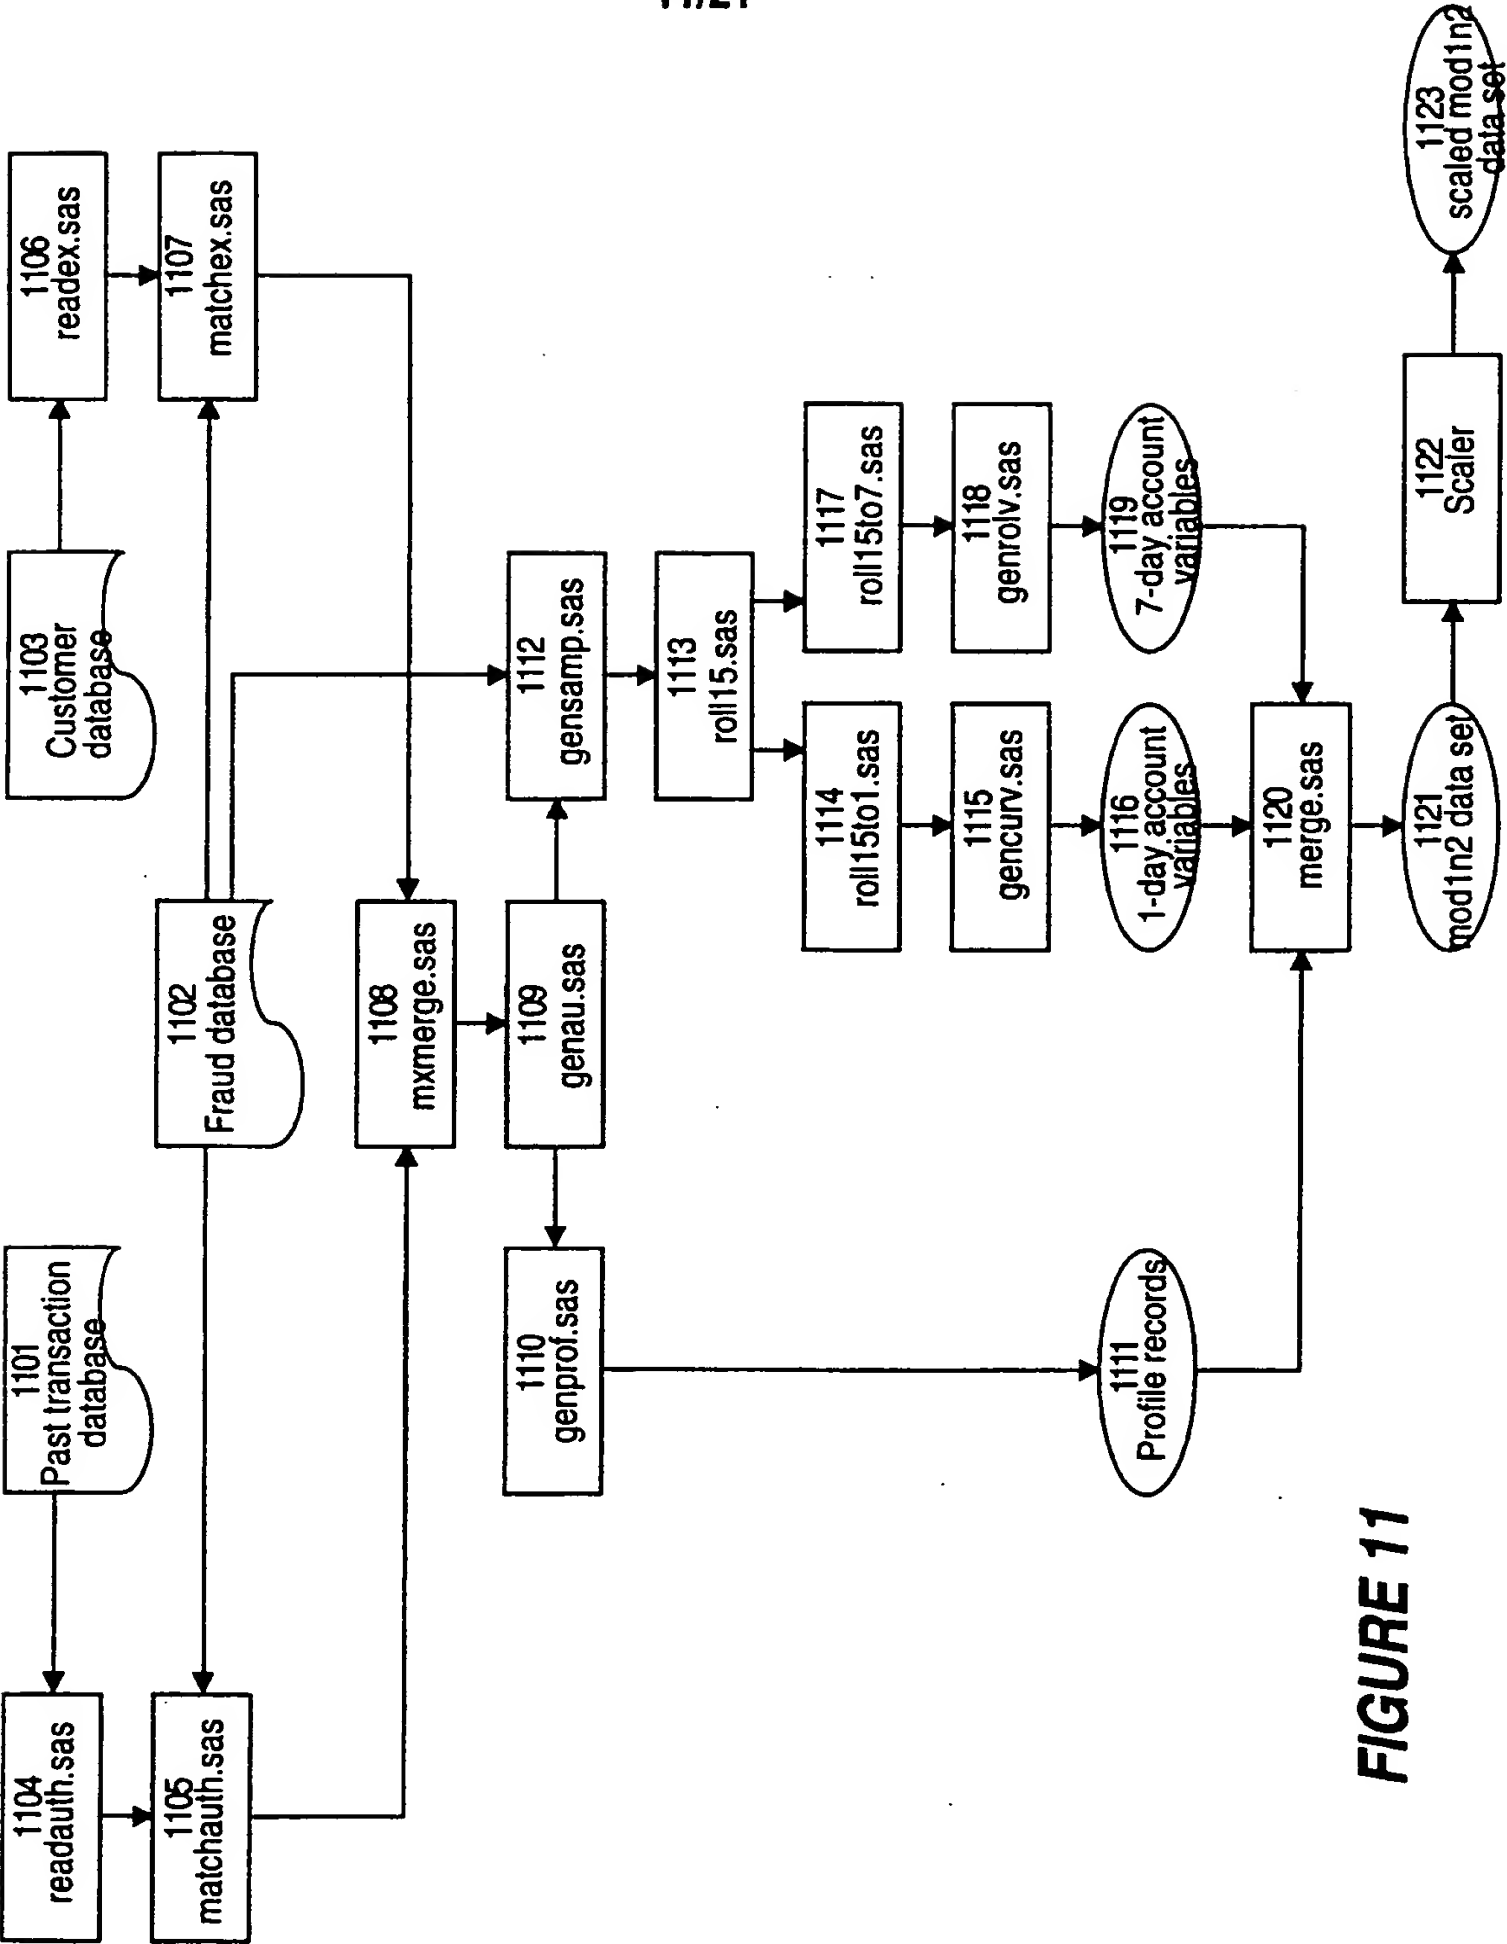 1104
readauth.sas
1101
Past transaction
database
1103
Customer
database
1106
readex.sas
1105
matchauth.sas
1102
Fraud database
1107
matchex.sas
1108
mxmerge.sas
1110
genprof.sas
1109
genau.sas
1112
gensamp.sas
1113
roll15.sas
1114
roll15to1.sas
1117
roll15to7.sas
1115
gencurv.sas
1118
genrolv.sas
1111
Profile records
1116
1-day account
variables
1119
7-day account
variables
1120
merge.sas
1121
mod1n2 data set
1122
Scaler
1123
scaled mod1n2
data set
FIGURE 11